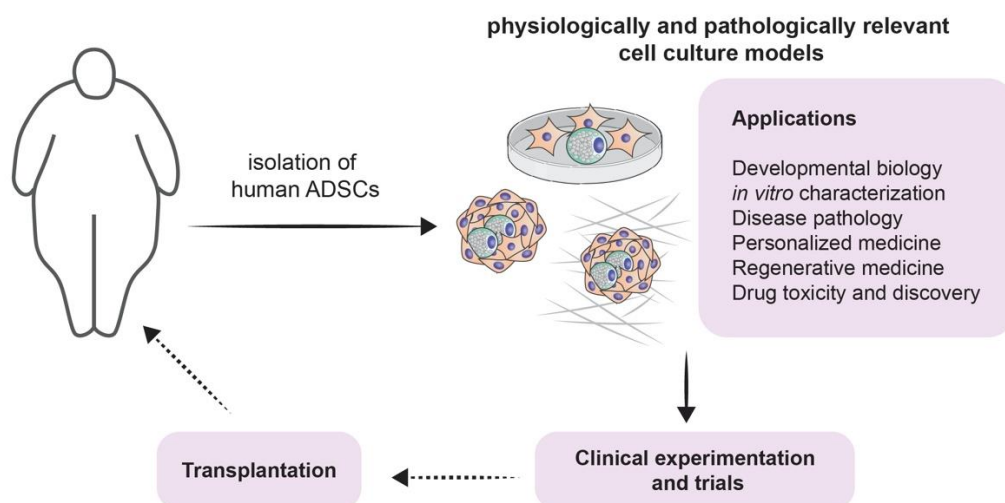 physiologically and pathologically relevant
cell culture models
isolation of
human ADSCs
Applications
Developmental biology
in vitro characterization
Disease pathology
Personalized medicine
Regenerative medicine
Drug toxicity and discovery
Transplantation
Clinical experimentation
and trials